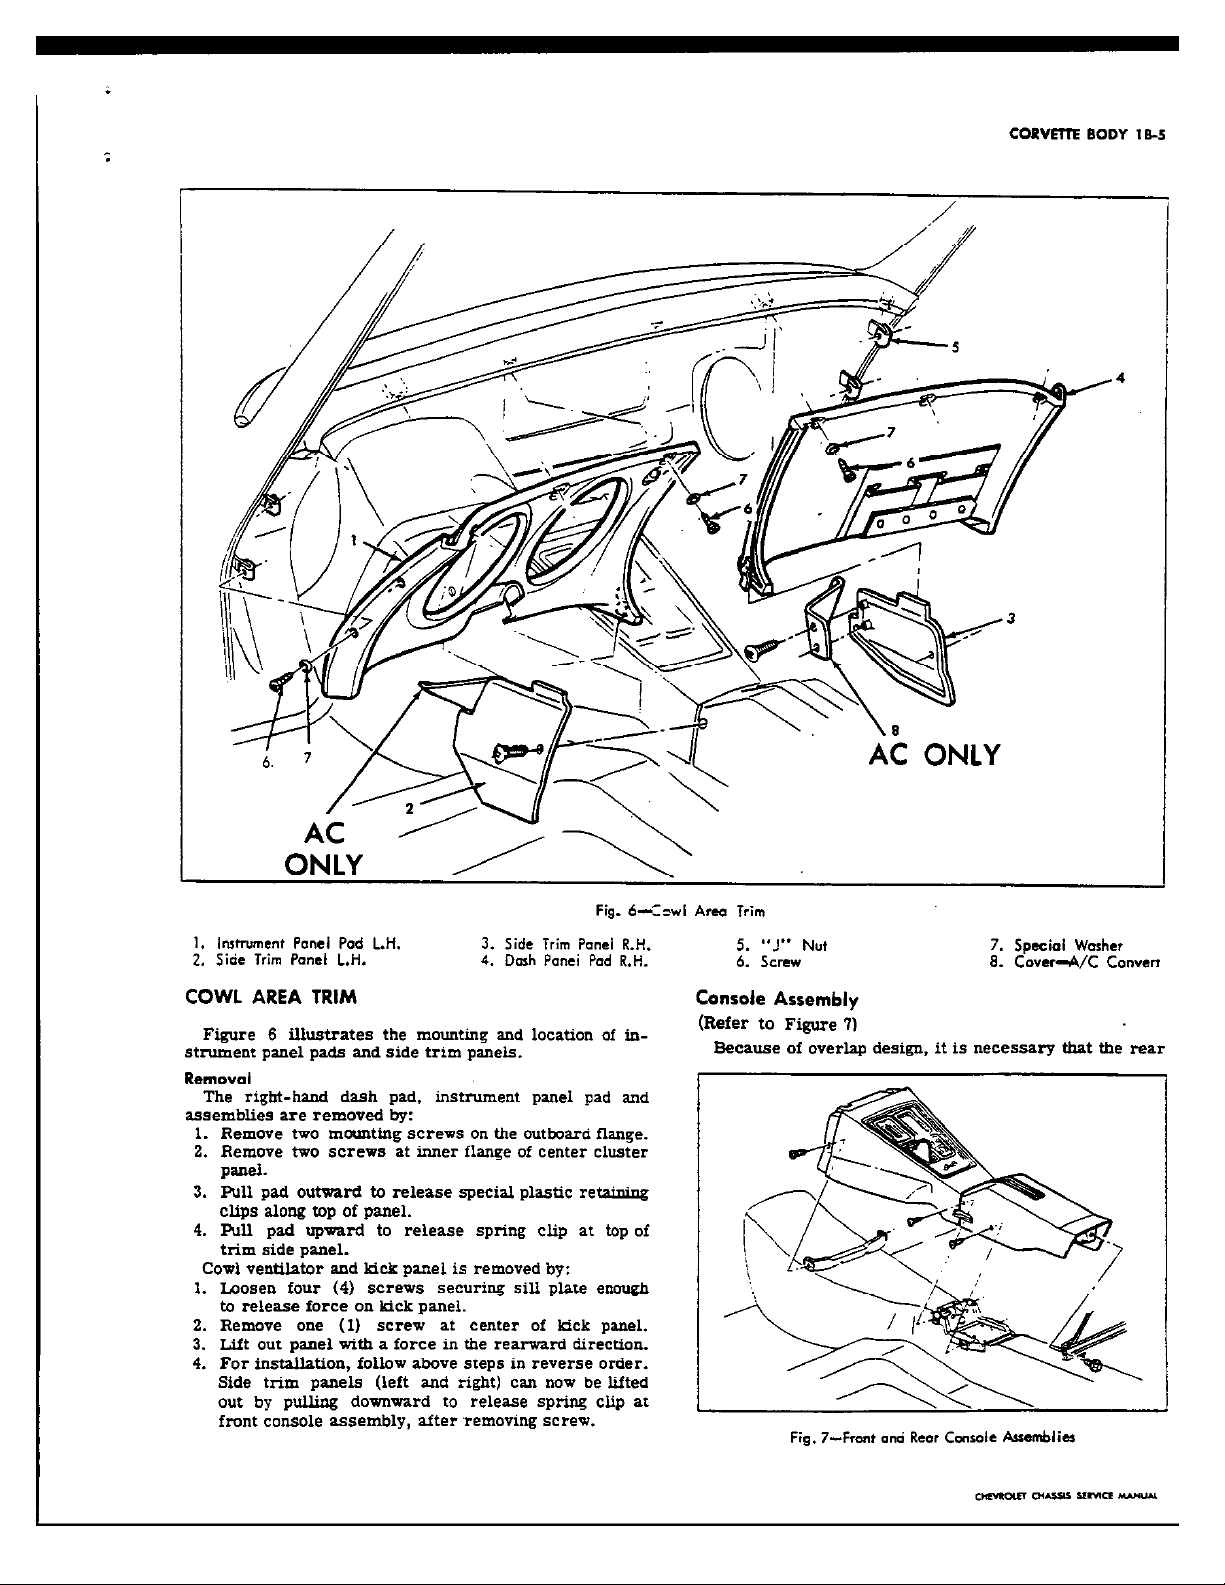 CORVETTE BODY 1B-5
5
4
7
6
7
6
1
3
8
AC ONLY
6. 7
2
AC
ONLY
Fig. 6—Cowl Area Trim
1. Instrument Panel Pad L.H.
2. Side Trim Panel L.H.
3. Side Trim Panel R.H.
4. Dash Panel Pad R.H.
5. "J" Nut
6. Screw
7. Special Washer
8. Cover—A/C Convert
COWL AREA TRIM
Figure 6 illustrates the mounting and location of in-
strument panel pads and side trim panels.
Removal
The right-hand dash pad, instrument panel pad and
assemblies are removed by:
1. Remove two mounting screws on the outboard flange.
2. Remove two screws at inner flange of center cluster
panel.
3. Pull pad outward to release special plastic retaining
clips along top of panel.
4. Pull pad upward to release spring clip at top of
trim side panel.
Cowl ventilator and kick panel is removed by:
1. Loosen four (4) screws securing sill plate enough
to release force on kick panel.
2. Remove one (1) screw at center of kick panel.
3. Lift out panel with a force in the rearward direction.
4. For installation, follow above steps in reverse order.
Side trim panels (left and right) can now be lifted
out by pulling downward to release spring clip at
front console assembly, after removing screw.
Console Assembly
(Refer to Figure 7)
Because of overlap design, it is necessary that the rear
Fig. 7—Front and Rear Console Assemblies
CHEVROLET CHASSIS SERVICE MANUAL